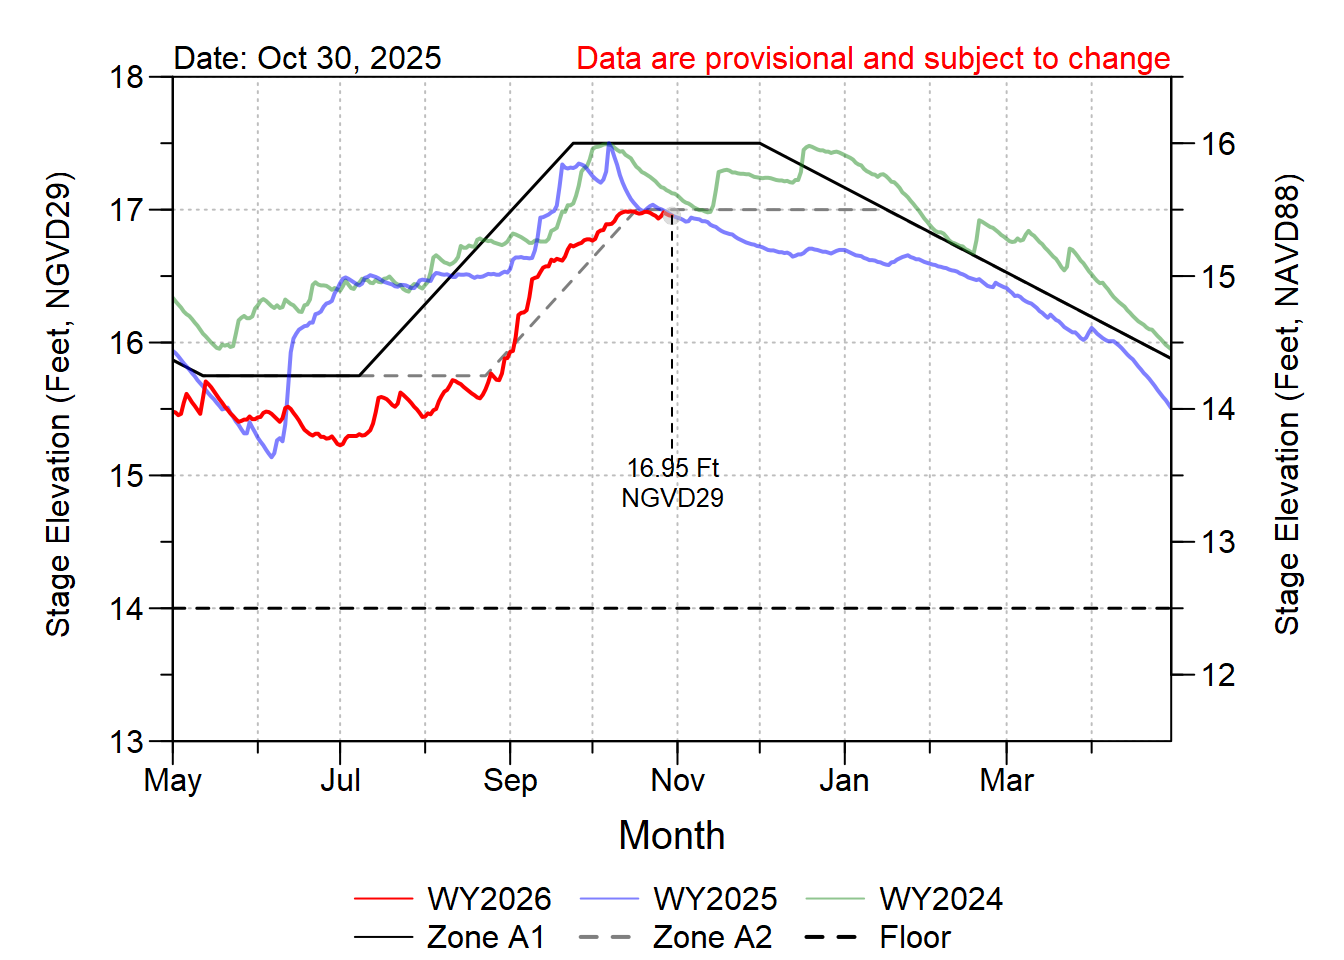 Date: Oct 30, 2025
Data are provisional and subject to change
Stage Elevation (Feet, NGVD29)
18
17
16
15
14
13
16
15
14
13
12
Stage Elevation (Feet, NAVD88)
16.95 Ft
NGVD29
May Jul Sep Nov Jan Mar
Month
WY2026 WY2025 WY2024
Zone A1 Zone A2 Floor